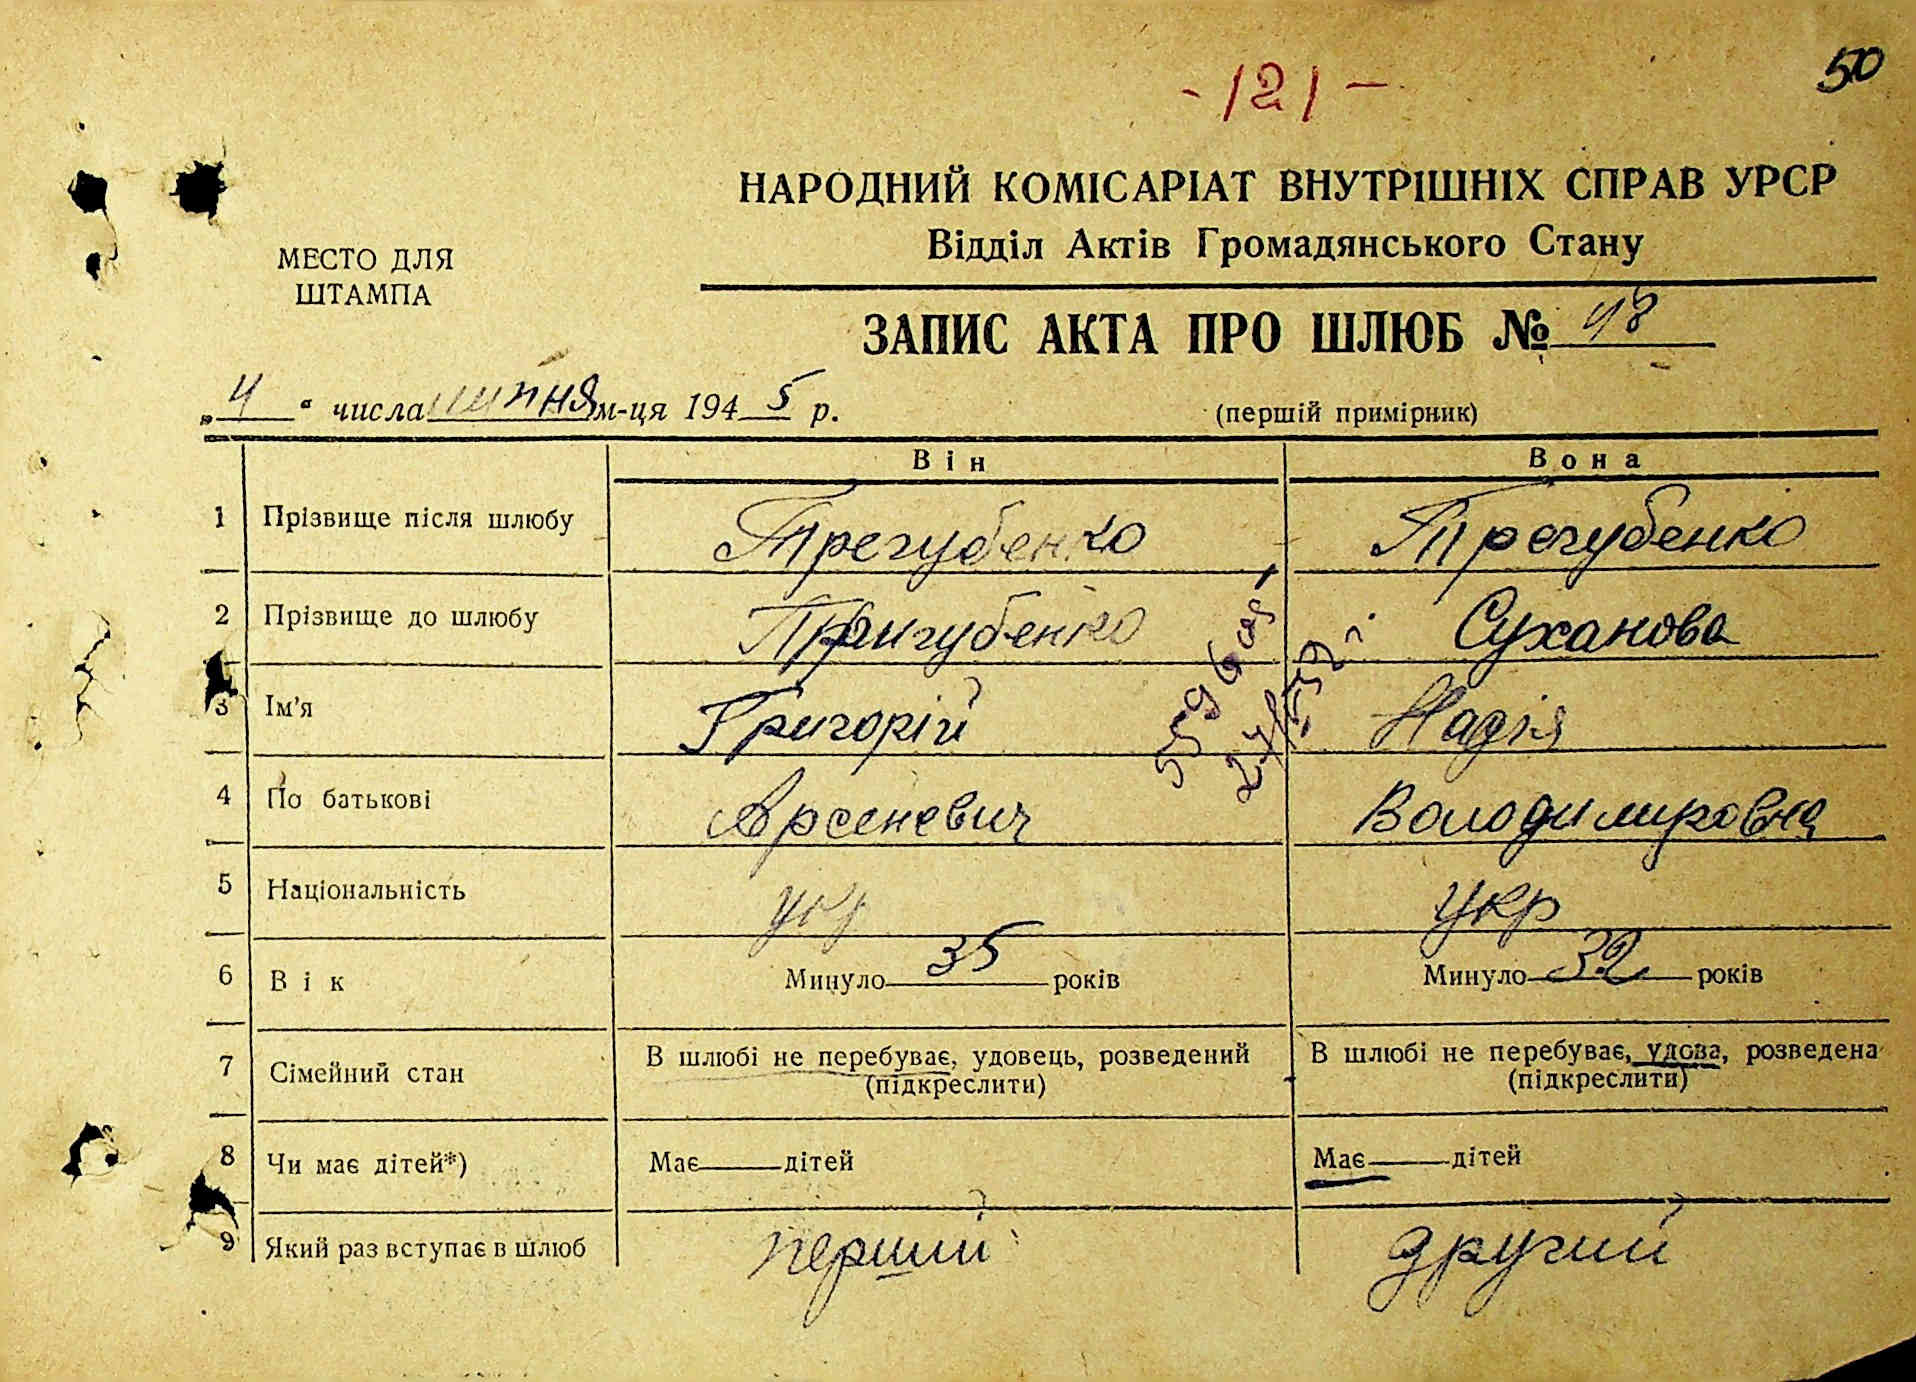 -121-
50
НАРОДНИЙ КОМІСАРІАТ ВНУТРІШНІХ СПРАВ УРСР
Відділ Актів Громадянського Стану
МЕСТО ДЛЯ
ШТАМПА
ЗАПИС АКТА ПРО ШЛЮБ № 48
„4“ числа липня м-ця 1945 р.
(першій примірник)
Він Вона
1 Прізвище після шлюбу Трегубенко Трегубенко
2 Прізвище до шлюбу Тригубенко Суханова
3 Ім'я Григорій Надія
4 По батькові Арсеневич Володимировна
5 Національність укр укр
6 Вік Минуло 35 років Минуло 32 років
7 Сімейний стан В шлюбі не перебуває, удовець, розведений В шлюбі не перебуває, удова, розведена
(підкреслити) (підкреслити)
8 Чи має дітей*) Має дітей Має дітей
9 Який раз вступає в шлюб перший другий